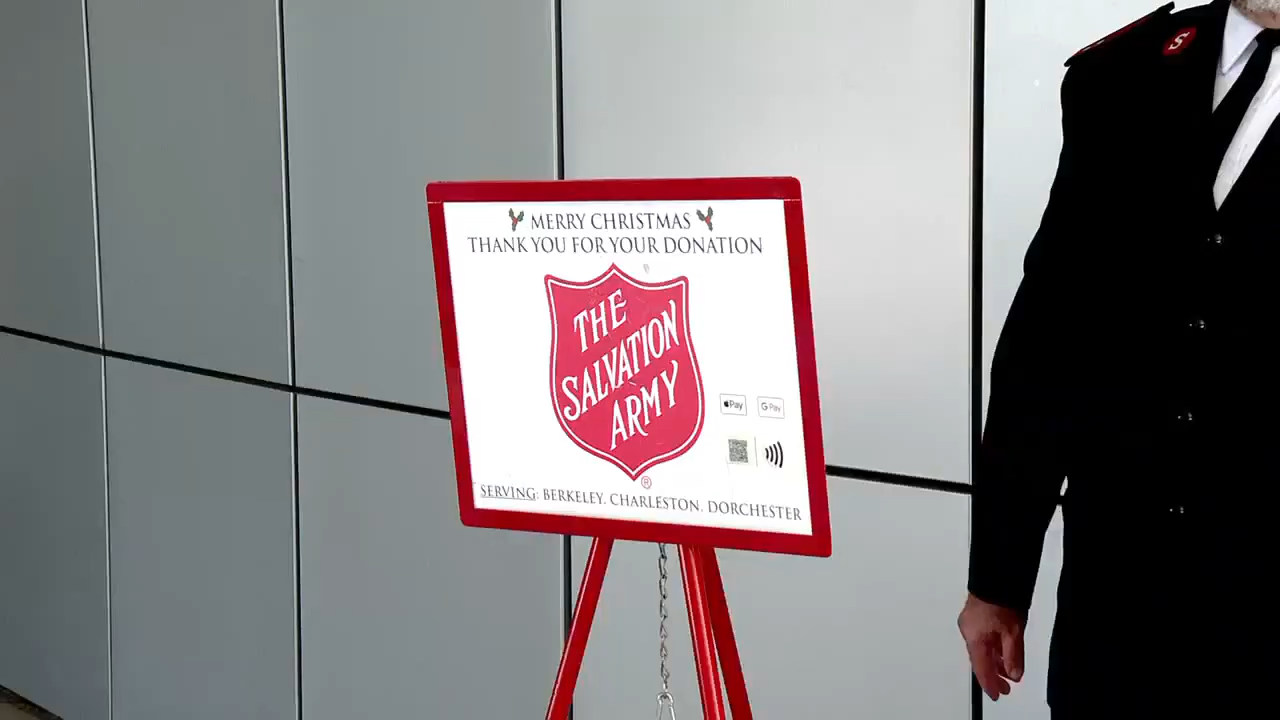 MERRY CHRISTMAS
THANK YOU FOR YOUR DONATION
THE
SALVATION
ARMY
®
Pay
G Pay
SERVING: BERKELEY, CHARLESTON, DORCHESTER
S